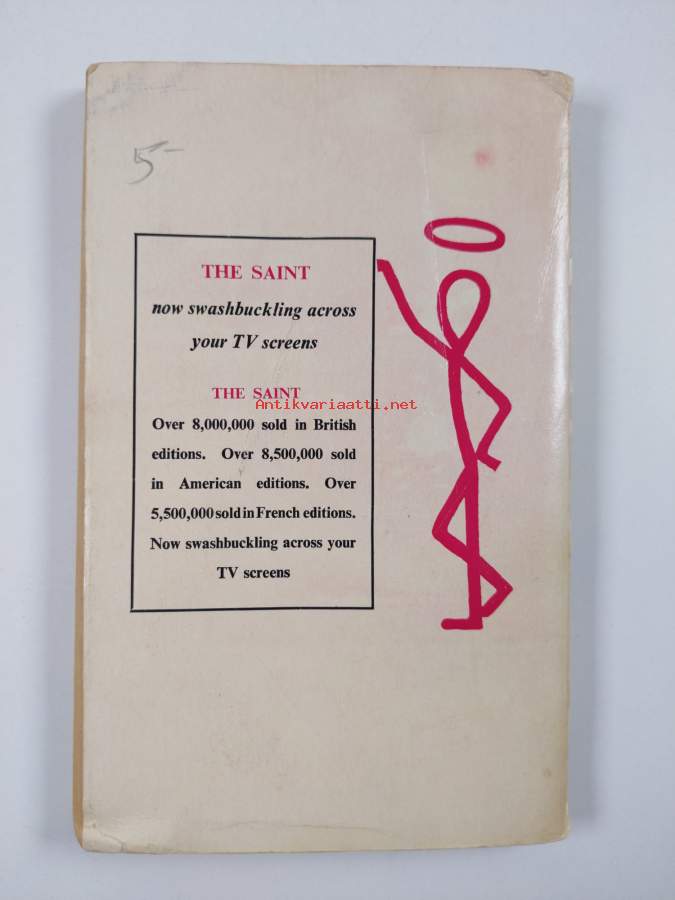 5-
THE SAINT
now swashbuckling across
your TV screens
THE SAINT
Antikvariaatti.net
Over 8,000,000 sold in British
editions. Over 8,500,000 sold
in American editions. Over
5,500,000 sold in French editions.
Now swashbuckling across your
TV screens